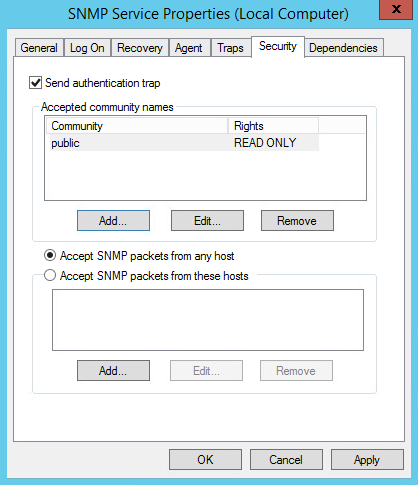 SNMP Service Properties (Local Computer)
General Log On Recovery Agent Traps Security Dependencies
Send authentication trap
Accepted community names
Community Rights
public READ ONLY
Add... Edit... Remove
Accept SNMP packets from any host
Accept SNMP packets from these hosts
Add... Edit... Remove
OK Cancel Apply